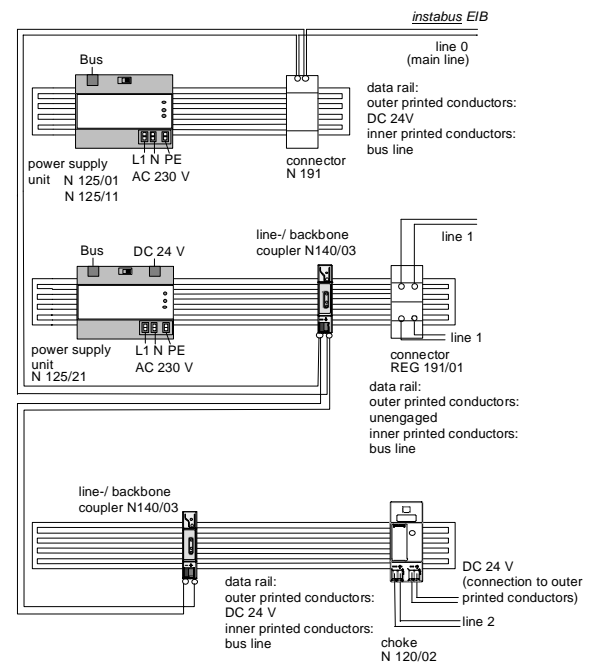 instabus EIB
line 0
(main line)
Bus
data rail:
outer printed conductors:
DC 24V
inner printed conductors:
bus line
power supply
unit N 125/01
N 125/11
L1 N PE
AC 230 V
connector
N 191
line-/ backbone
coupler N140/03
line 1
Bus
DC 24 V
line 1
power supply
unit
N 125/21
L1 N PE
AC 230 V
connector
REG 191/01
data rail:
outer printed conductors:
unengaged
inner printed conductors:
bus line
line-/ backbone
coupler N140/03
DC 24 V
(connection to outer
printed conductors)
line 2
data rail:
outer printed conductors:
DC 24 V
inner printed conductors:
bus line
choke
N 120/02